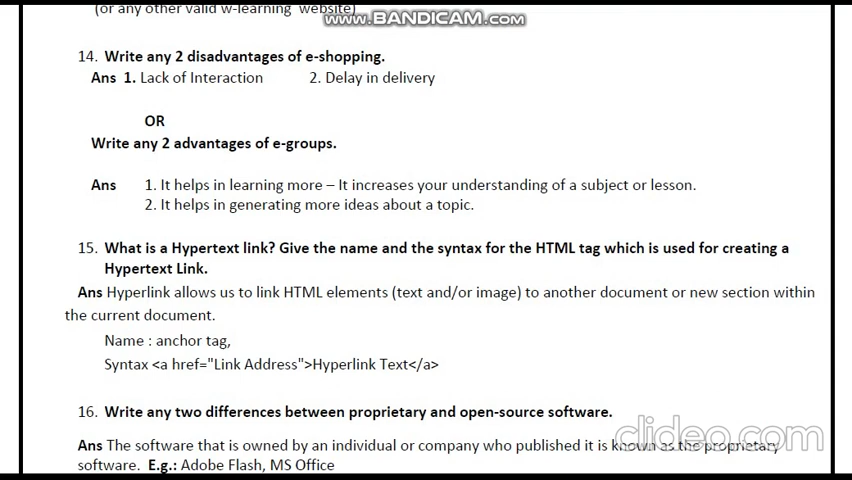 (or any other valid w-learning website)
www.BANDICAM.com
14. Write any 2 disadvantages of e-shopping.
Ans 1. Lack of Interaction 2. Delay in delivery
OR
Write any 2 advantages of e-groups.
Ans 1. It helps in learning more – It increases your understanding of a subject or lesson.
2. It helps in generating more ideas about a topic.
15. What is a Hypertext link? Give the name and the syntax for the HTML tag which is used for creating a
Hypertext Link.
Ans Hyperlink allows us to link HTML elements (text and/or image) to another document or new section within
the current document.
Name : anchor tag,
Syntax <a href="Link Address">Hyperlink Text</a>
16. Write any two differences between proprietary and open-source software.
clideo.com
Ans The software that is owned by an individual or company who published it is known as the proprietary
software. E.g.: Adobe Flash, MS Office